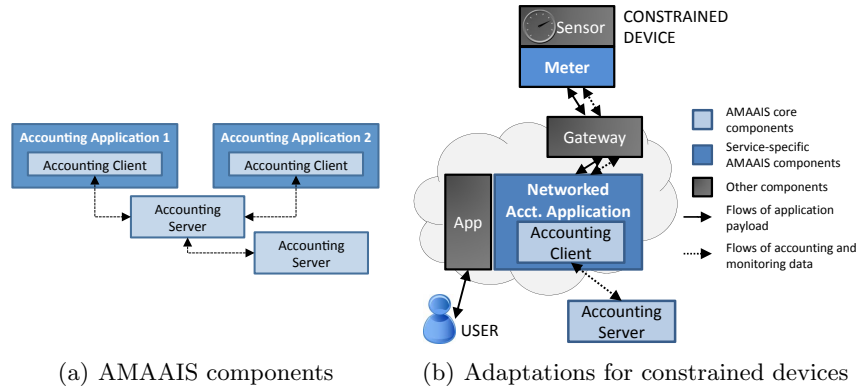 Accounting Application 1
Accounting Client
Accounting Application 2
Accounting Client
Accounting
Server
Accounting
Server
(a) AMAAIS components
Sensor
CONSTRAINED
DEVICE
Meter
Gateway
App
Networked
Acct. Application
Accounting
Client
USER
Accounting
Server
AMAAIS core
components
Service-specific
AMAAIS components
Other components
Flows of application
payload
Flows of accounting and
monitoring data
(b) Adaptations for constrained devices